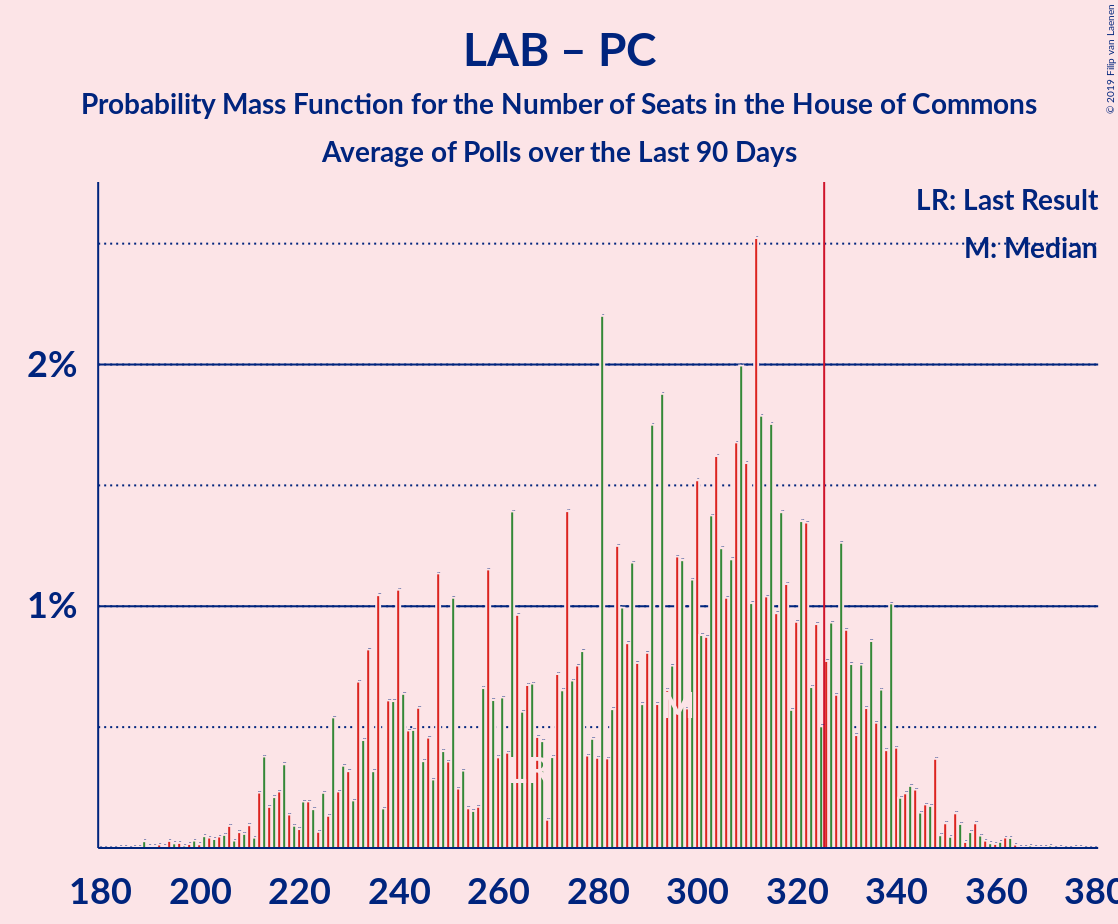 LAB – PC
Probability Mass Function for the Number of Seats in the House of Commons
Average of Polls over the Last 90 Days
© 2019 Filip van Laenen
LR: Last Result
M: Median
2%
1%
M
LR
180 200 220 240 260 280 300 320 340 360 380